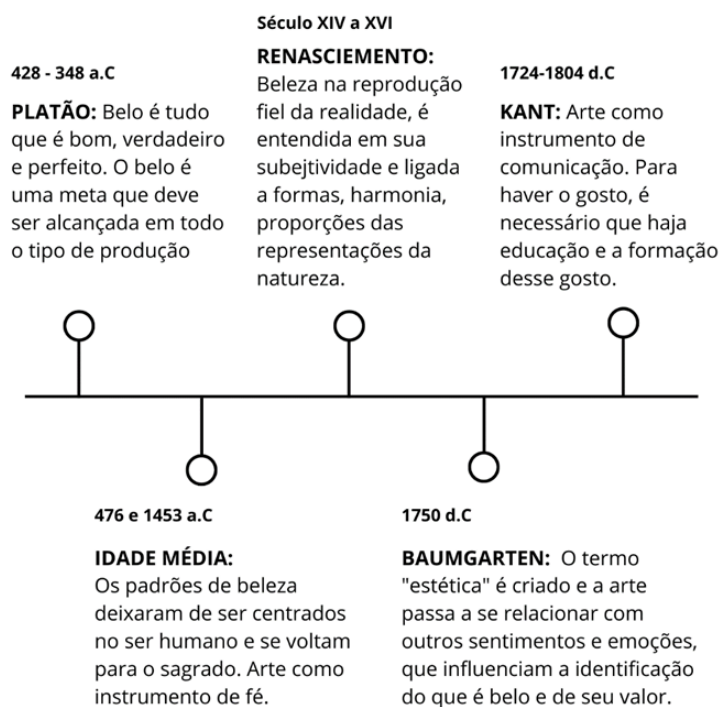 428 - 348 a.C
PLATÃO: Belo é tudo
que é bom, verdadeiro
e perfeito. O belo é
uma meta que deve
ser alcançada em todo
o tipo de produção
Século XIV a XVI
RENASCIEMENTO:
Beleza na reprodução
fiel da realidade, é
entendida em sua
subejtividade e ligada
a formas, harmonia,
proporções das
representações da
natureza.
1724-1804 d.C
KANT: Arte como
instrumento de
comunicação. Para
haver o gosto, é
necessário que haja
educação e a formação
desse gosto.
476 e 1453 a.C
IDADE MÉDIA:
Os padrões de beleza
deixaram de ser centrados
no ser humano e se voltam
para o sagrado. Arte como
instrumento de fé.
1750 d.C
BAUMGARTEN: O termo
"estética" é criado e a arte
passa a se relacionar com
outros sentimentos e emoções,
que influenciam a identificação
do que é belo e de seu valor.